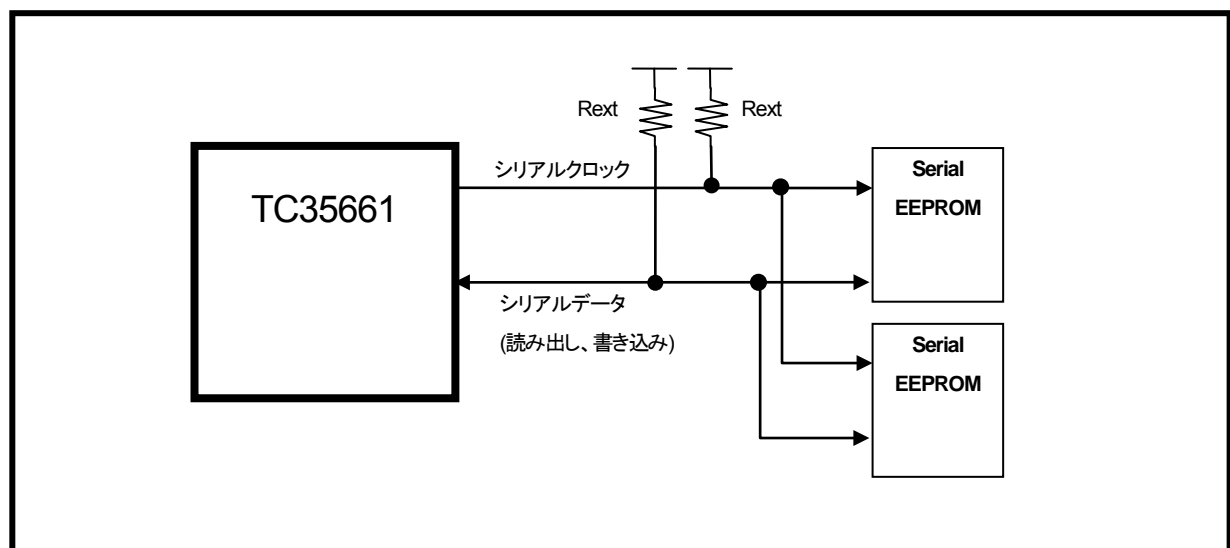 Rext
Rext
シリアルクロック
TC35661
Serial
EEPROM
シリアルデータ
(読み出し、書き込み)
Serial
EEPROM